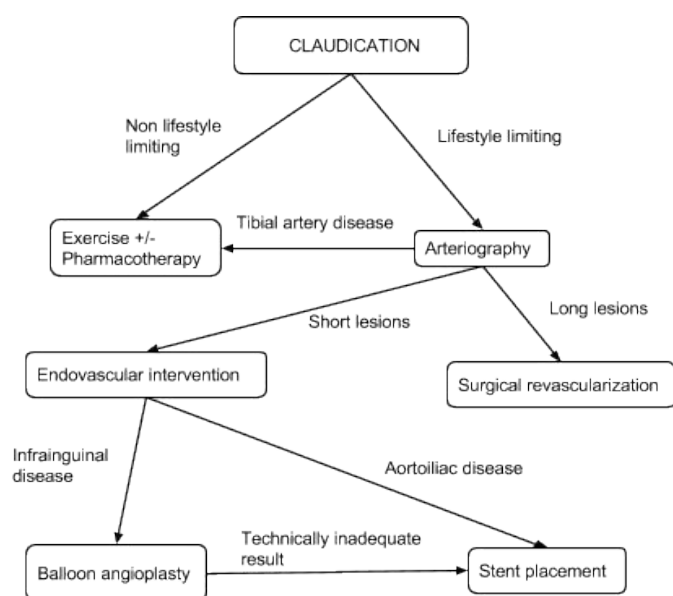 CLAUDICATION
Non lifestyle
limiting
Lifestyle limiting
Exercise +/-
Pharmacotherapy
Tibial artery disease
Arteriography
Short lesions
Long lesions
Endovascular intervention
Surgical revascularization
Infrainguinal
disease
Aortoiliac disease
Balloon angioplasty
Technically inadequate
result
Stent placement